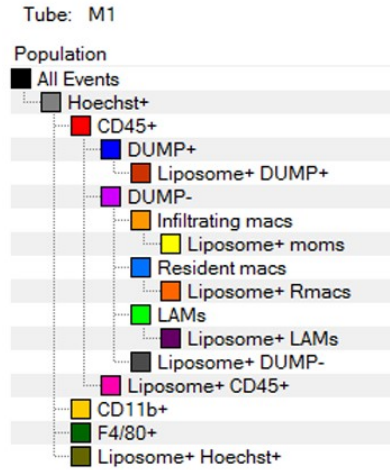 Tube: M1
Population
All Events
Hoechst+
CD45+
DUMP+
Liposome+ DUMP+
DUMP-
Infiltrating macs
Liposome+ moms
Resident macs
Liposome+ Rmacs
LAMs
Liposome+ LAMs
Liposome+ DUMP-
Liposome+ CD45+
CD11b+
F4/80+
Liposome+ Hoechst+